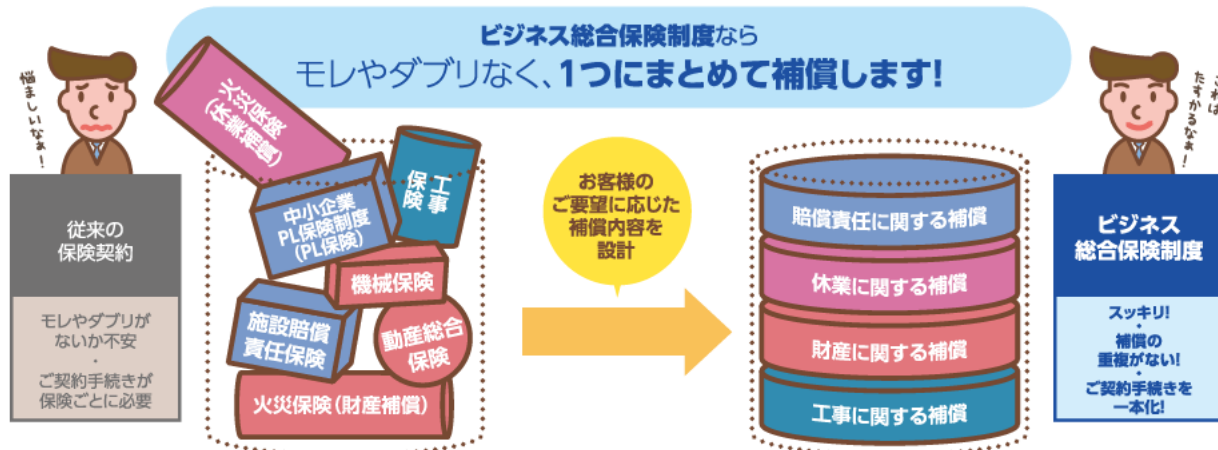 ビジネス総合保険制度なら
モレやダブりなく、1つにまとめて補償します!
悩ましいなぁ!
従来の
保険契約
モレやダブりが
ないか不安
・
ご契約手続きが
保険ごとに必要
火災保険
(休業補償)
工事
保険
中小企業
PL保険制度
(PL保険)
機械保険
施設賠償
責任保険
動産総合
保険
火災保険(財産補償)
お客様の
ご要望に応じた
補償内容を
設計
賠償責任に関する補償
休業に関する補償
財産に関する補償
工事に関する補償
これは
たすかるなぁ!
ビジネス
総合保険制度
スッキリ!
・
補償の
重複がない!
・
ご契約手続きを
一本化!